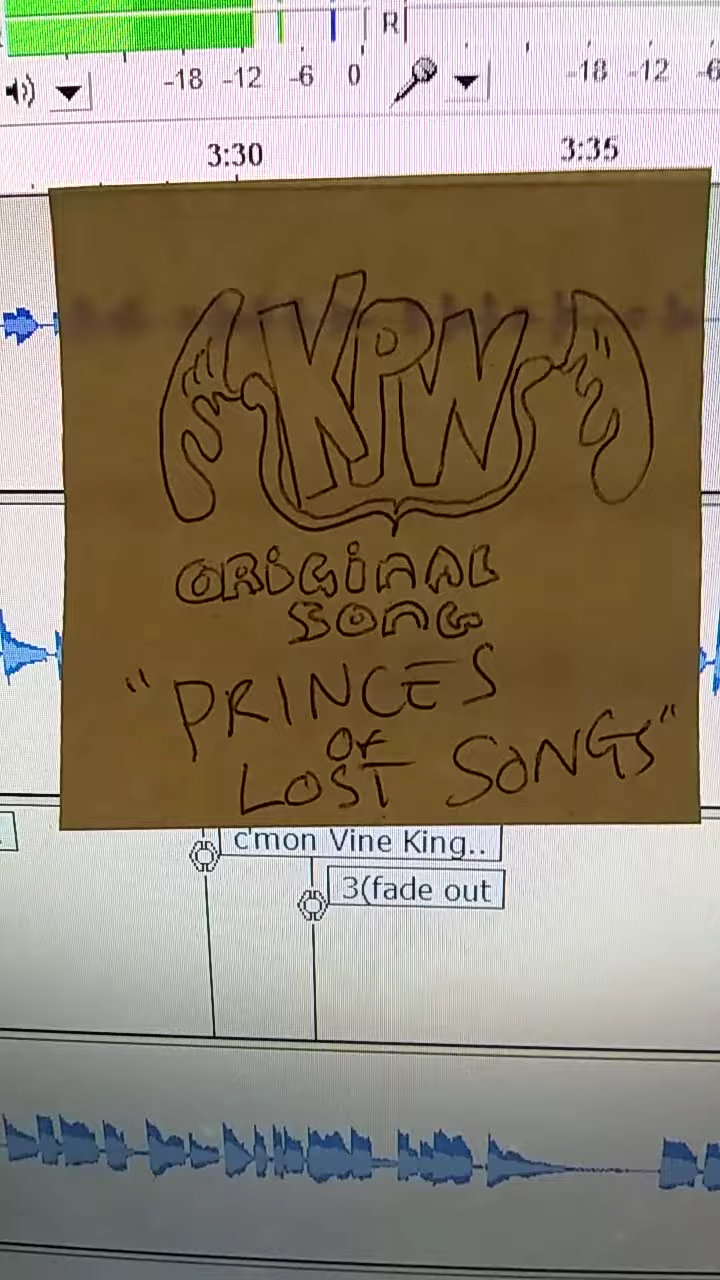 R
-18 -12 -6 0
-18 -12 -6
3:30 3:35
KPW
ORiGiNAL
SONG
"PRINCES
OF
LOST SONGS"
c'mon Vine King..
3(fade out